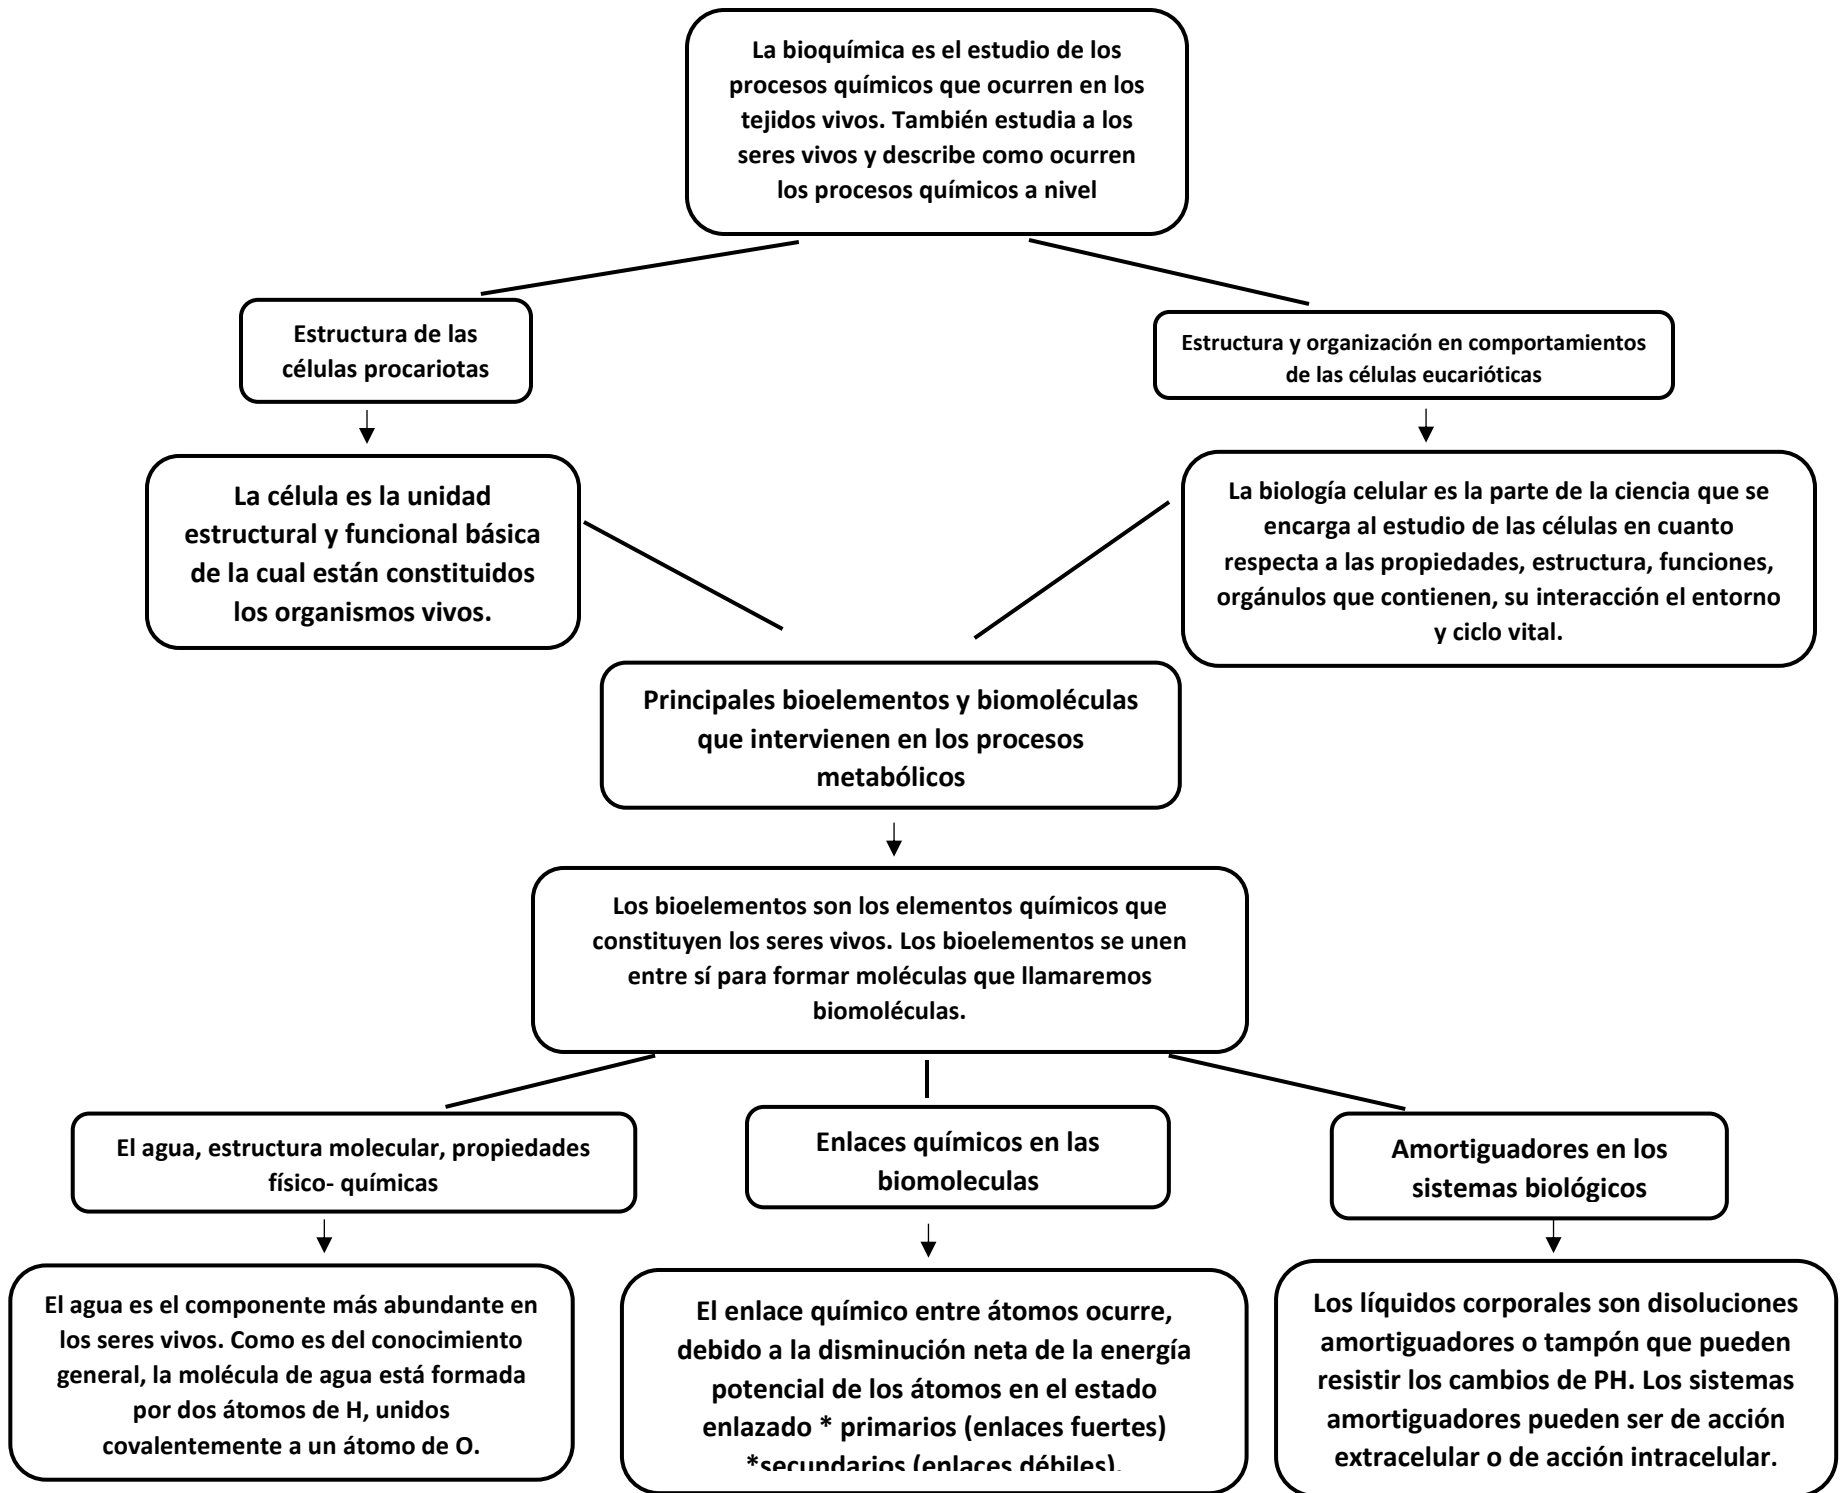 La bioquímica es el estudio de los
procesos químicos que ocurren en los
tejidos vivos. También estudia a los
seres vivos y describe como ocurren
los procesos químicos a nivel
Estructura de las
células procariotas
Estructura y organización en comportamientos
de las células eucarióticas
La célula es la unidad
estructural y funcional básica
de la cual están constituidos
los organismos vivos.
La biología celular es la parte de la ciencia que se
encarga al estudio de las células en cuanto
respecta a las propiedades, estructura, funciones,
orgánulos que contienen, su interacción el entorno
y ciclo vital.
Principales bioelementos y biomoléculas
que intervienen en los procesos
metabólicos
Los bioelementos son los elementos químicos que
constituyen los seres vivos. Los bioelementos se unen
entre sí para formar moléculas que llamaremos
biomoléculas.
El agua, estructura molecular, propiedades
físico- químicas
Enlaces químicos en las
biomoleculas
Amortiguadores en los
sistemas biológicos
El agua es el componente más abundante en
los seres vivos. Como es del conocimiento
general, la molécula de agua está formada
por dos átomos de H, unidos
covalentemente a un átomo de O.
El enlace químico entre átomos ocurre,
debido a la disminución neta de la energía
potencial de los átomos en el estado
enlazado * primarios (enlaces fuertes)
*secundarios (enlaces débiles).
Los líquidos corporales son disoluciones
amortiguadores o tampón que pueden
resistir los cambios de PH. Los sistemas
amortiguadores pueden ser de acción
extracelular o de acción intracelular.